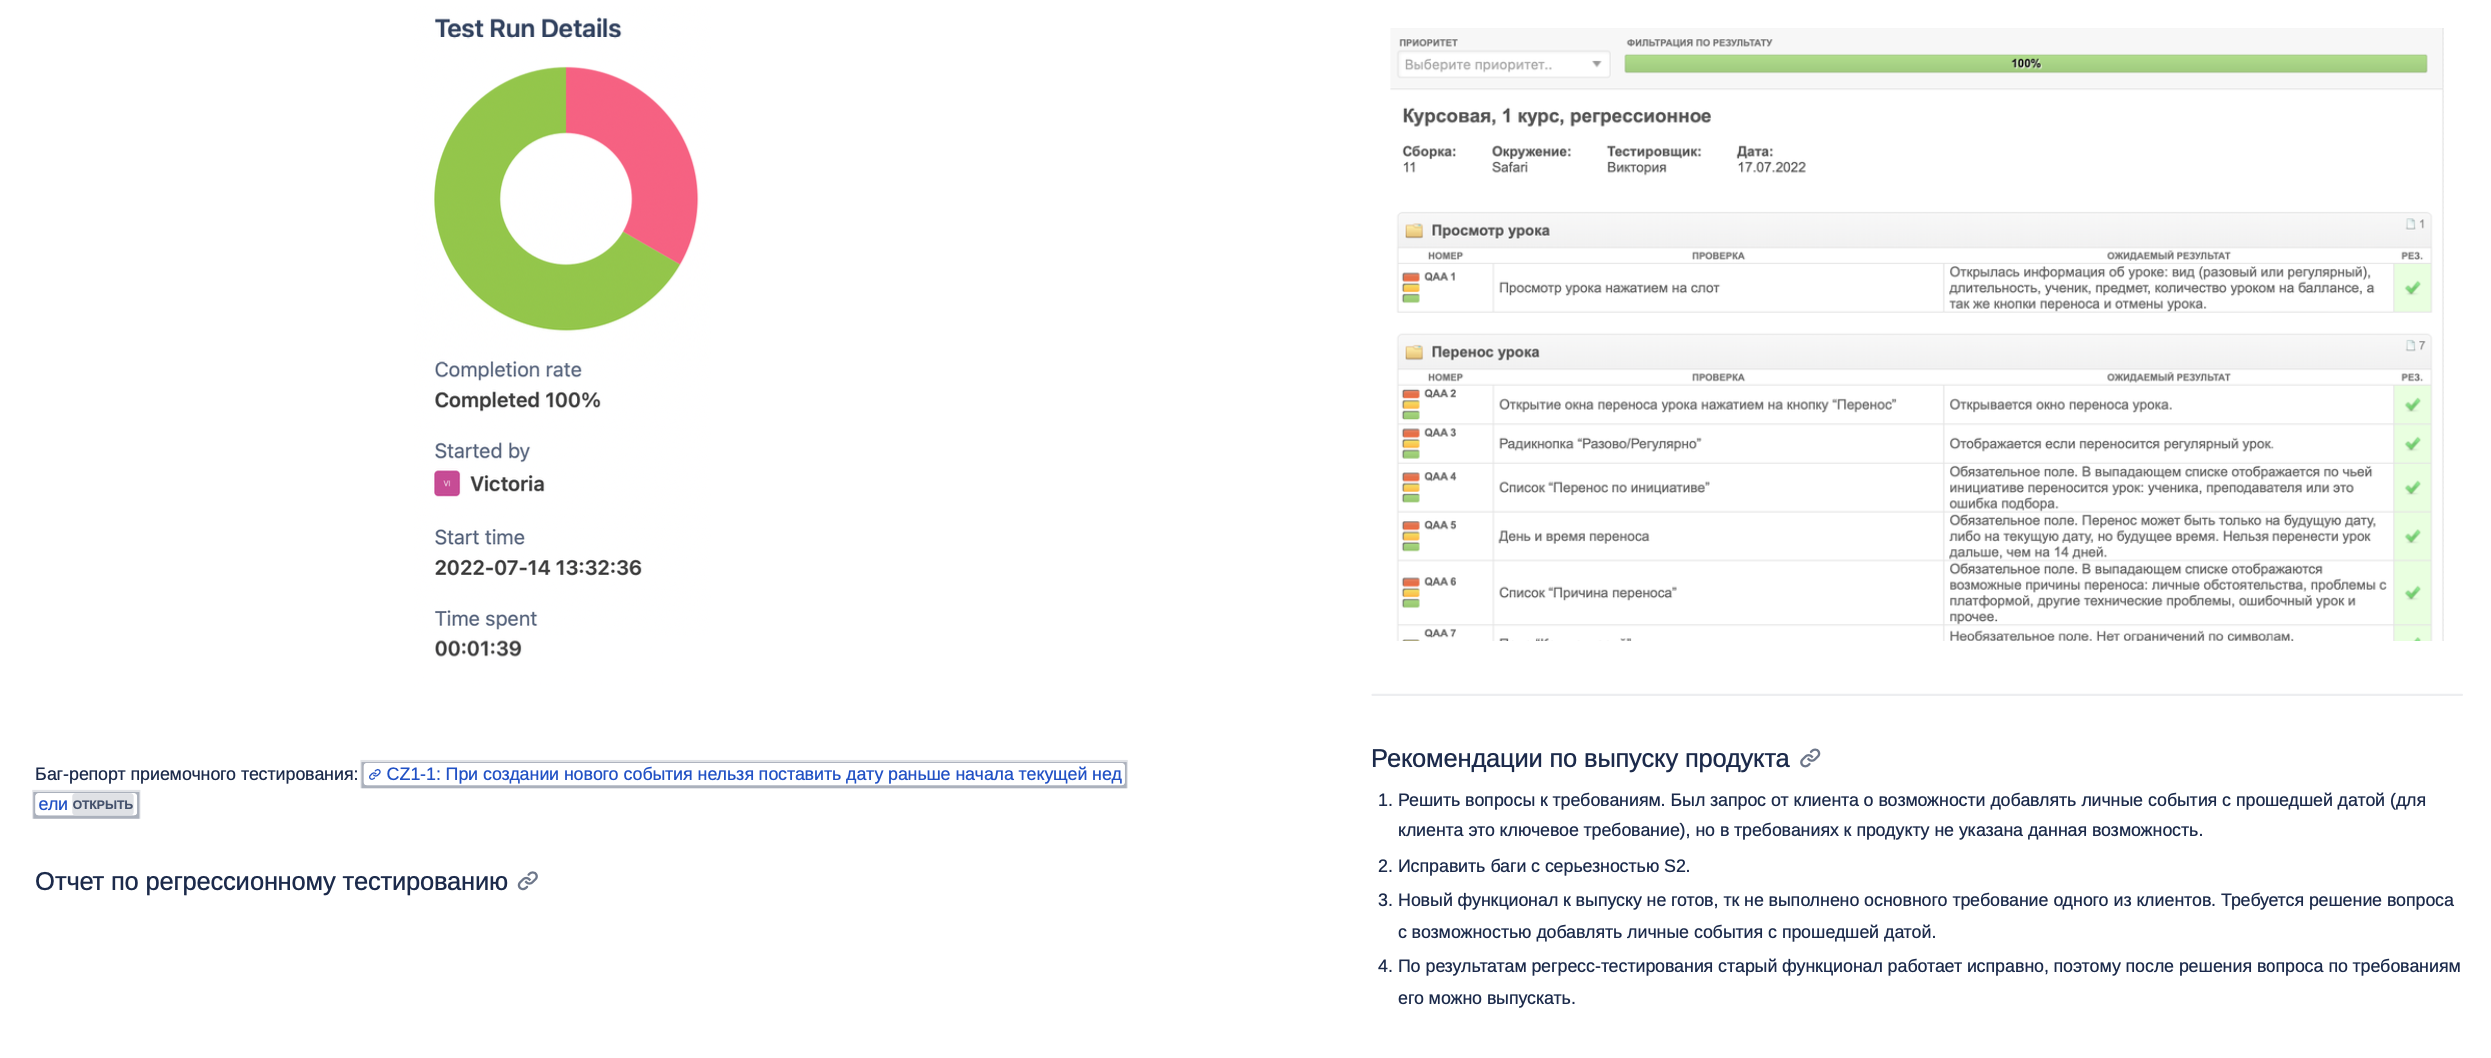 Test Run Details
Completion rate
Completed 100%
Started by
VI Victoria
Start time
2022-07-14 13:32:36
Time spent
00:01:39
Баг-репорт приемочного тестирования: CZ1-1: При создании нового события нельзя поставить дату раньше начала текущей нед
ели ОТКРЫТЬ
Отчет по регрессионному тестированию
ПРИОРИТЕТ ФИЛЬТРАЦИЯ ПО РЕЗУЛЬТАТУ
Выберите приоритет.. 100%
Курсовая, 1 курс, регрессионное
Сборка: Окружение: Тестировщик: Дата:
11 Safari Виктория 17.07.2022
Просмотр урока 1
НОМЕР ПРОВЕРКА ОЖИДАЕМЫЙ РЕЗУЛЬТАТ РЕЗ.
QAA 1 Просмотр урока нажатием на слот
Открылась информация об уроке: вид (разовый или регулярный),
длительность, ученик, предмет, количество уроком на баллансе, а
так же кнопки переноса и отмены урока.
Перенос урока 7
НОМЕР ПРОВЕРКА ОЖИДАЕМЫЙ РЕЗУЛЬТАТ РЕЗ.
QAA 2 Открытие окна переноса урока нажатием на кнопку “Перенос” Открывается окно переноса урока.
QAA 3 Радикнопка “Разово/Регулярно” Отображается если переносится регулярный урок.
QAA 4 Список “Перенос по инициативе”
Обязательное поле. В выпадающем списке отображается по чьей
инициативе переносится урок: ученика, преподавателя или это
ошибка подбора.
QAA 5 День и время переноса
Обязательное поле. Перенос может быть только на будущую дату,
либо на текущую дату, но будущее время. Нельзя перенести урок
дальше, чем на 14 дней.
QAA 6 Список “Причина переноса”
Обязательное поле. В выпадающем списке отображаются
возможные причины переноса: личные обстоятельства, проблемы с
платформой, другие технические проблемы, ошибочный урок и
прочее.
QAA 7 Необязательное поле. Нет ограничений по символам.
Рекомендации по выпуску продукта
1. Решить вопросы к требованиям. Был запрос от клиента о возможности добавлять личные события с прошедшей датой (для
клиента это ключевое требование), но в требованиях к продукту не указана данная возможность.
2. Исправить баги с серьезностью S2.
3. Новый функционал к выпуску не готов, тк не выполнено основного требование одного из клиентов. Требуется решение вопроса
с возможностью добавлять личные события с прошедшей датой.
4. По результатам регресс-тестирования старый функционал работает исправно, поэтому после решения вопроса по требованиям
его можно выпускать.